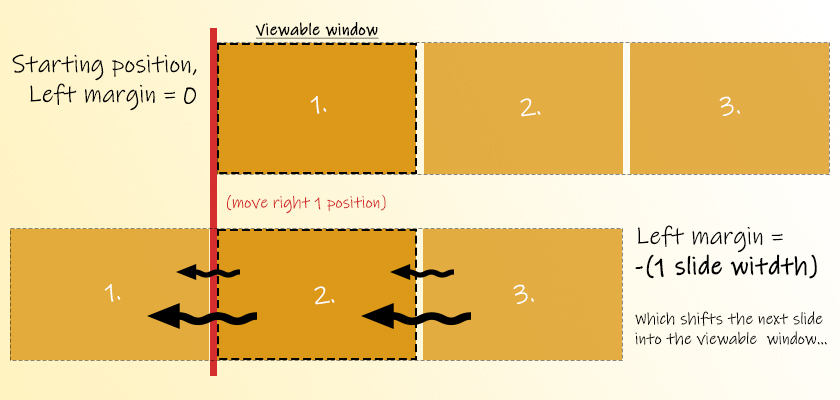 Viewable window
Starting position,
Left margin = 0
1.
2.
3.
(move right 1 position)
1.
2.
3.
Left margin =
-(1 slide witdth)
Which shifts the next slide
into the viewable window...